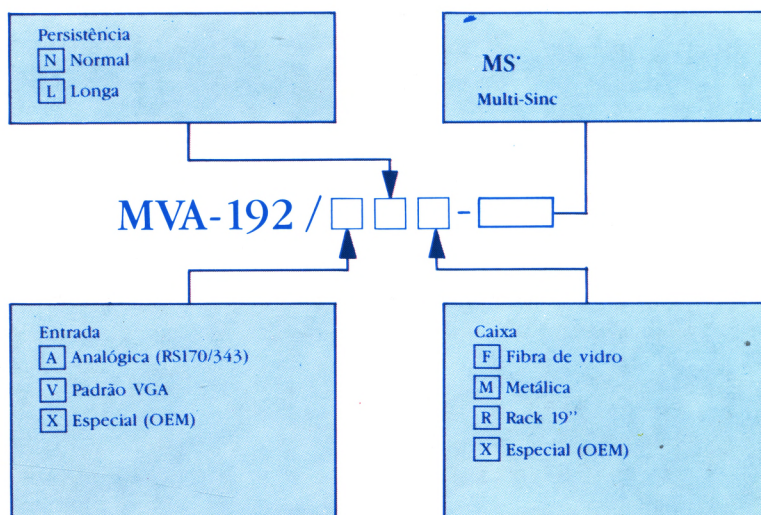 Persistência
N Normal
L Longa
MS*
Multi-Sinc
MVA-192 / -
Entrada
A Analógica (RS170/343)
V Padrão VGA
X Especial (OEM)
Caixa
F Fibra de vidro
M Metálica
R Rack 19"
X Especial (OEM)